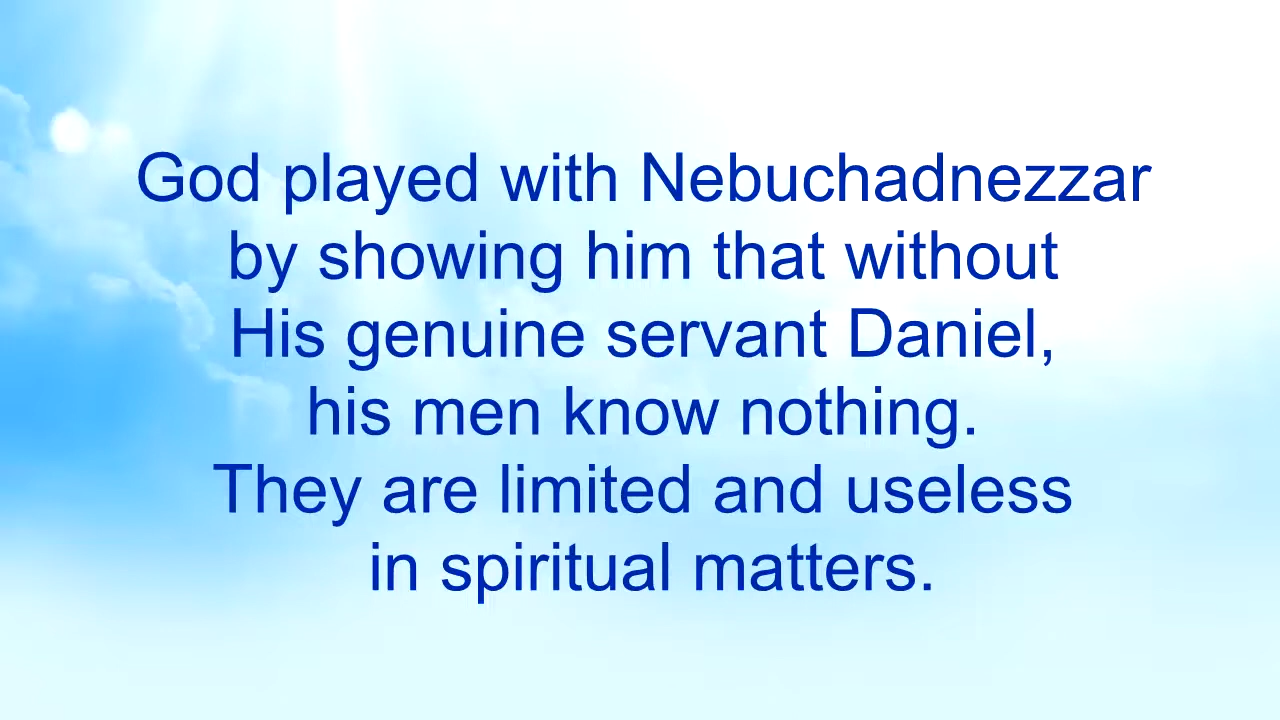 God played with Nebuchadnezzar
by showing him that without
His genuine servant Daniel,
his men know nothing.
They are limited and useless
in spiritual matters.